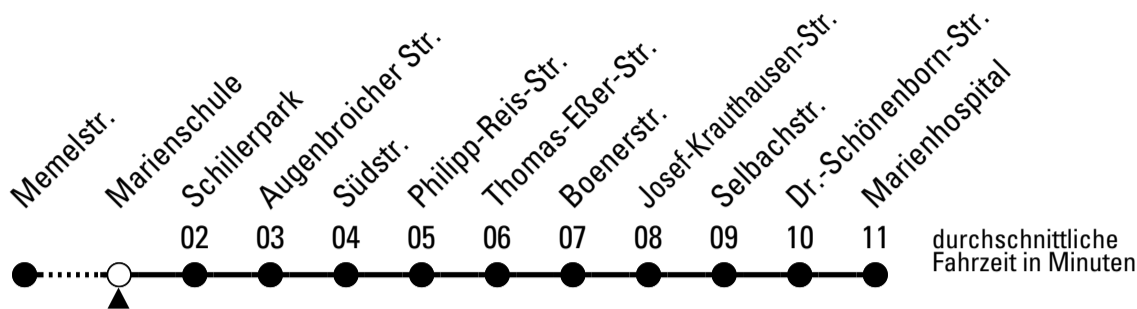 Memelstr.
Marienschule
Schillerpark
Augenbroicher Str.
Südstr.
Philipp-Reis-Str.
Thomas-Eßer-Str.
Boenerstr.
Josef-Krauthausen-Str.
Selbachstr.
Dr.-Schönenborn-Str.
Marienhospital
02 03 04 05 06 07 08 09 10 11
durchschnittliche
Fahrzeit in Minuten